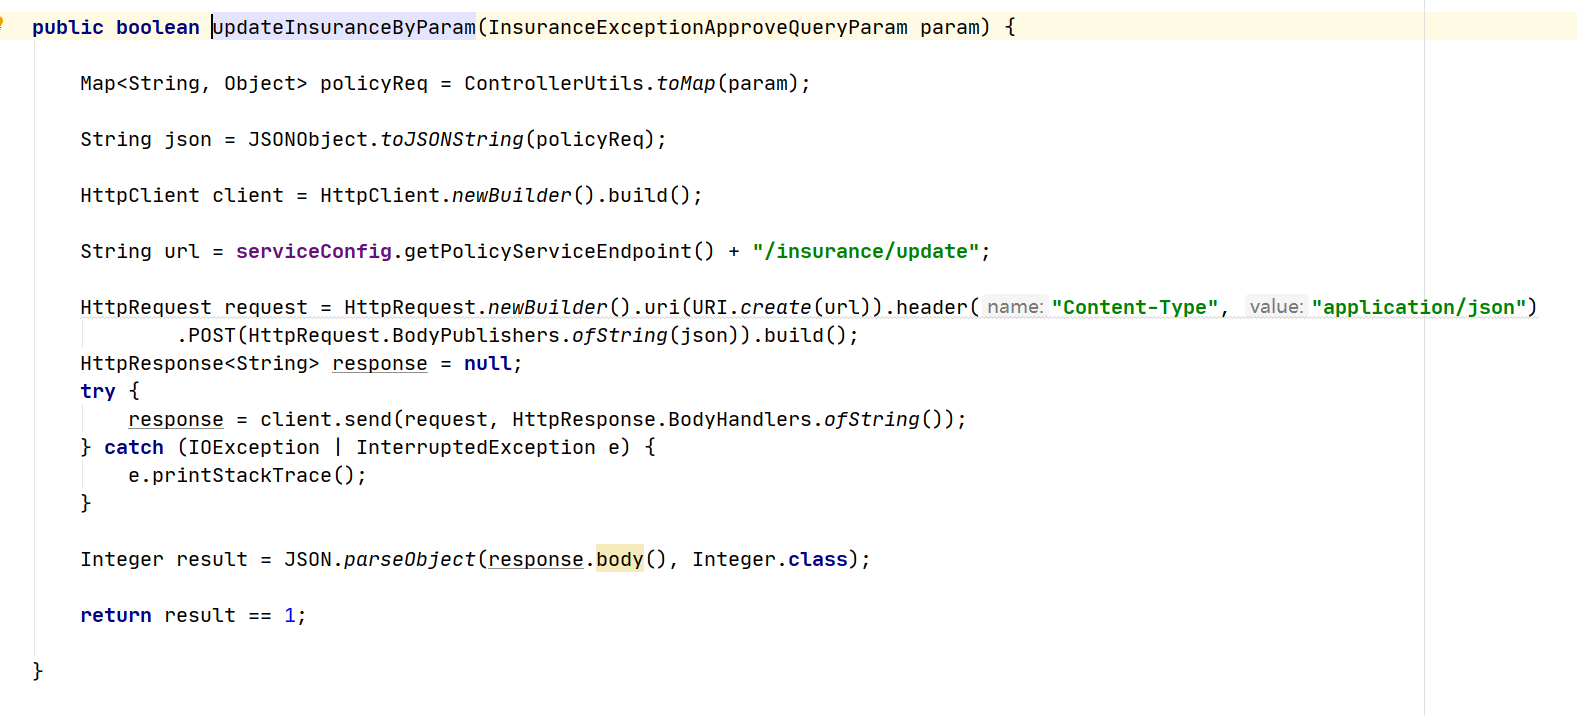 public boolean updateInsuranceByParam(InsuranceExceptionApproveQueryParam param) {
Map<String, Object> policyReq = ControllerUtils.toMap(param);
String json = JSONObject.toJSONString(policyReq);
HttpClient client = HttpClient.newBuilder().build();
String url = serviceConfig.getPolicyServiceEndpoint() + "/insurance/update";
HttpRequest request = HttpRequest.newBuilder().uri(URI.create(url)).header( name: "Content-Type", value: "application/json")
.POST(HttpRequest.BodyPublishers.ofString(json)).build();
HttpResponse<String> response = null;
try {
response = client.send(request, HttpResponse.BodyHandlers.ofString());
} catch (IOException | InterruptedException e) {
e.printStackTrace();
}
Integer result = JSON.parseObject(response.body(), Integer.class);
return result == 1;
}